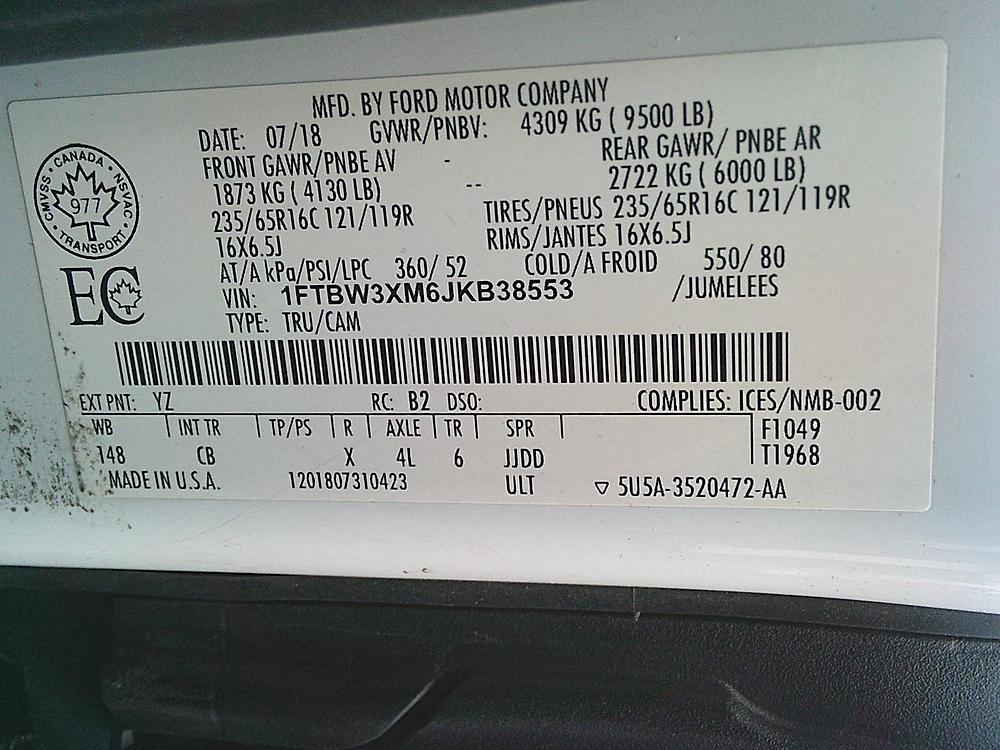 MFD. BY FORD MOTOR COMPANY
DATE: 07/18 GVWR/PNBV: 4309 KG ( 9500 LB)
FRONT GAWR/PNBE AV - REAR GAWR/ PNBE AR
1873 KG ( 4130 LB) -- 2722 KG ( 6000 LB)
235/65R16C 121/119R TIRES/PNEUS 235/65R16C 121/119R
16X6.5J RIMS/JANTES 16X6.5J
AT/A kPa/PSI/LPC 360/ 52 COLD/A FROID 550/ 80
VIN: 1FTBW3XM6JKB38553 /JUMELEES
TYPE: TRU/CAM
CANADA
CMVSS 977 NSVAC
TRANSPORT
EC
EXT PNT: YZ RC: B2 DSO: COMPLIES: ICES/NMB-002
WB INT TR TP/PS R AXLE TR SPR F1049
148 CB X 4L 6 JJDD T1968
MADE IN U.S.A. 1201807310423 ULT ▽ 5U5A-3520472-AA